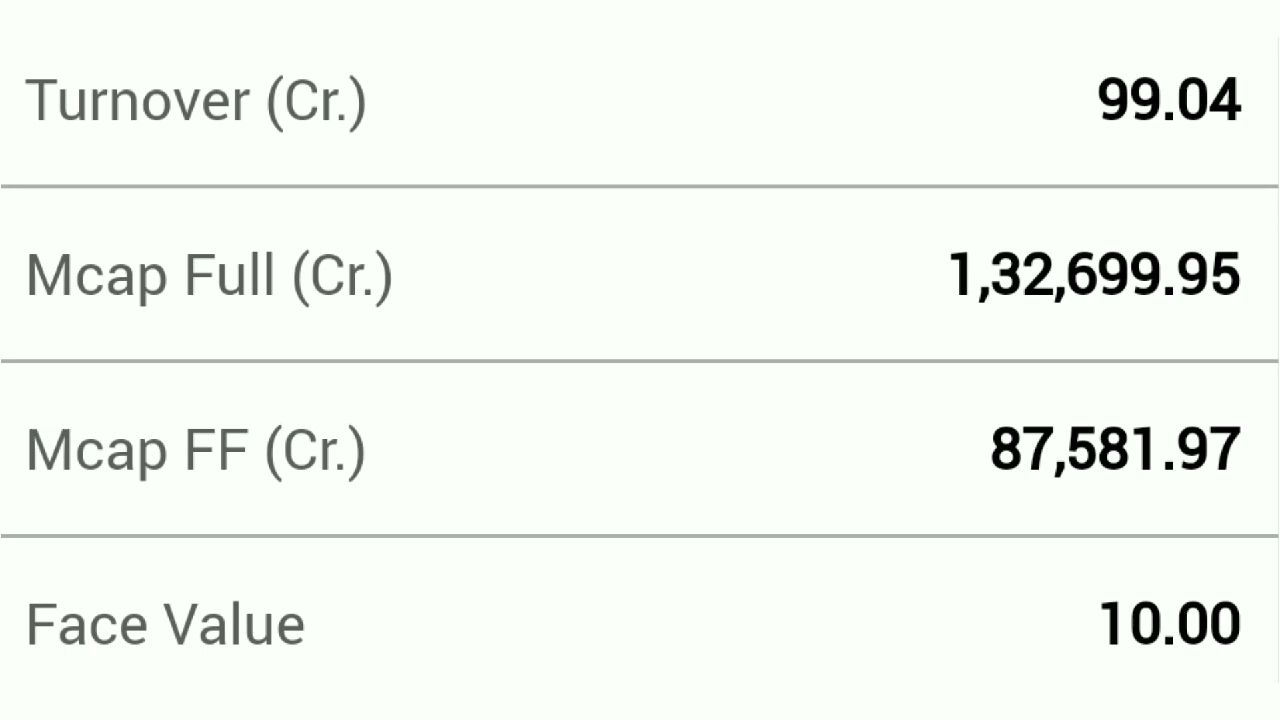 Turnover (Cr.) 99.04
Mcap Full (Cr.) 1,32,699.95
Mcap FF (Cr.) 87,581.97
Face Value 10.00